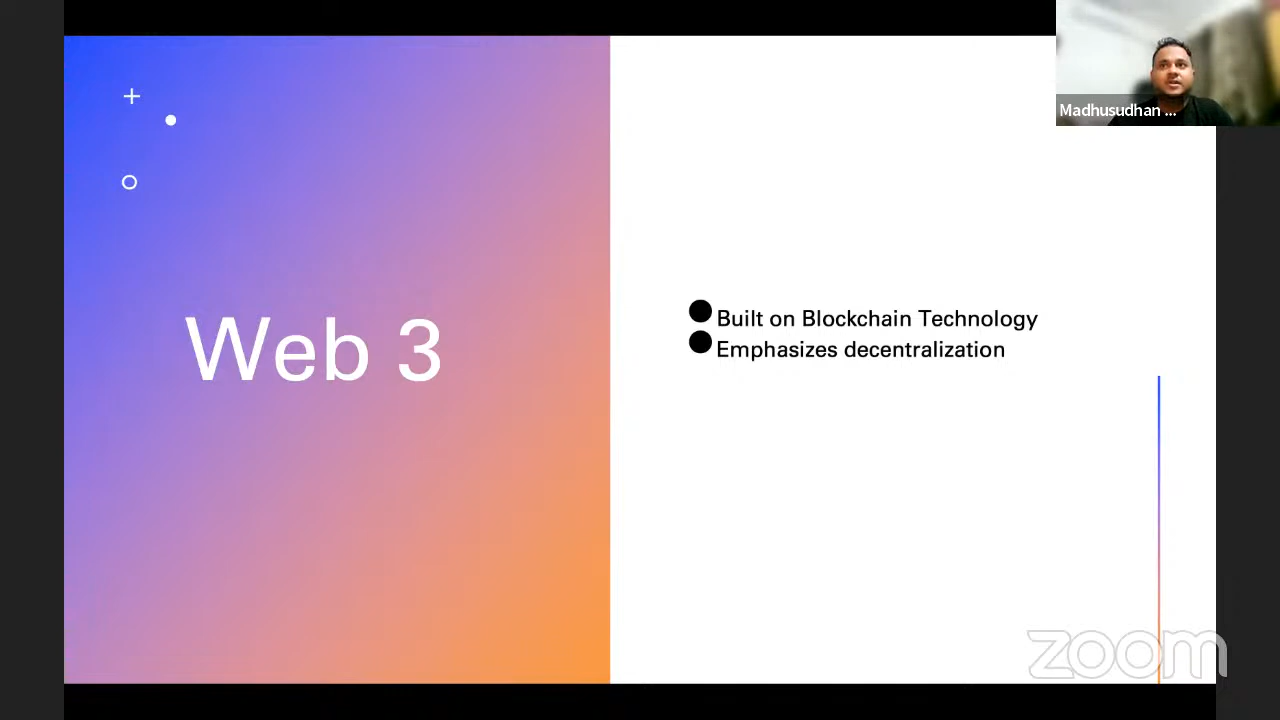 Madhusudhan ...
Web 3
Built on Blockchain Technology
Emphasizes decentralization
zoom